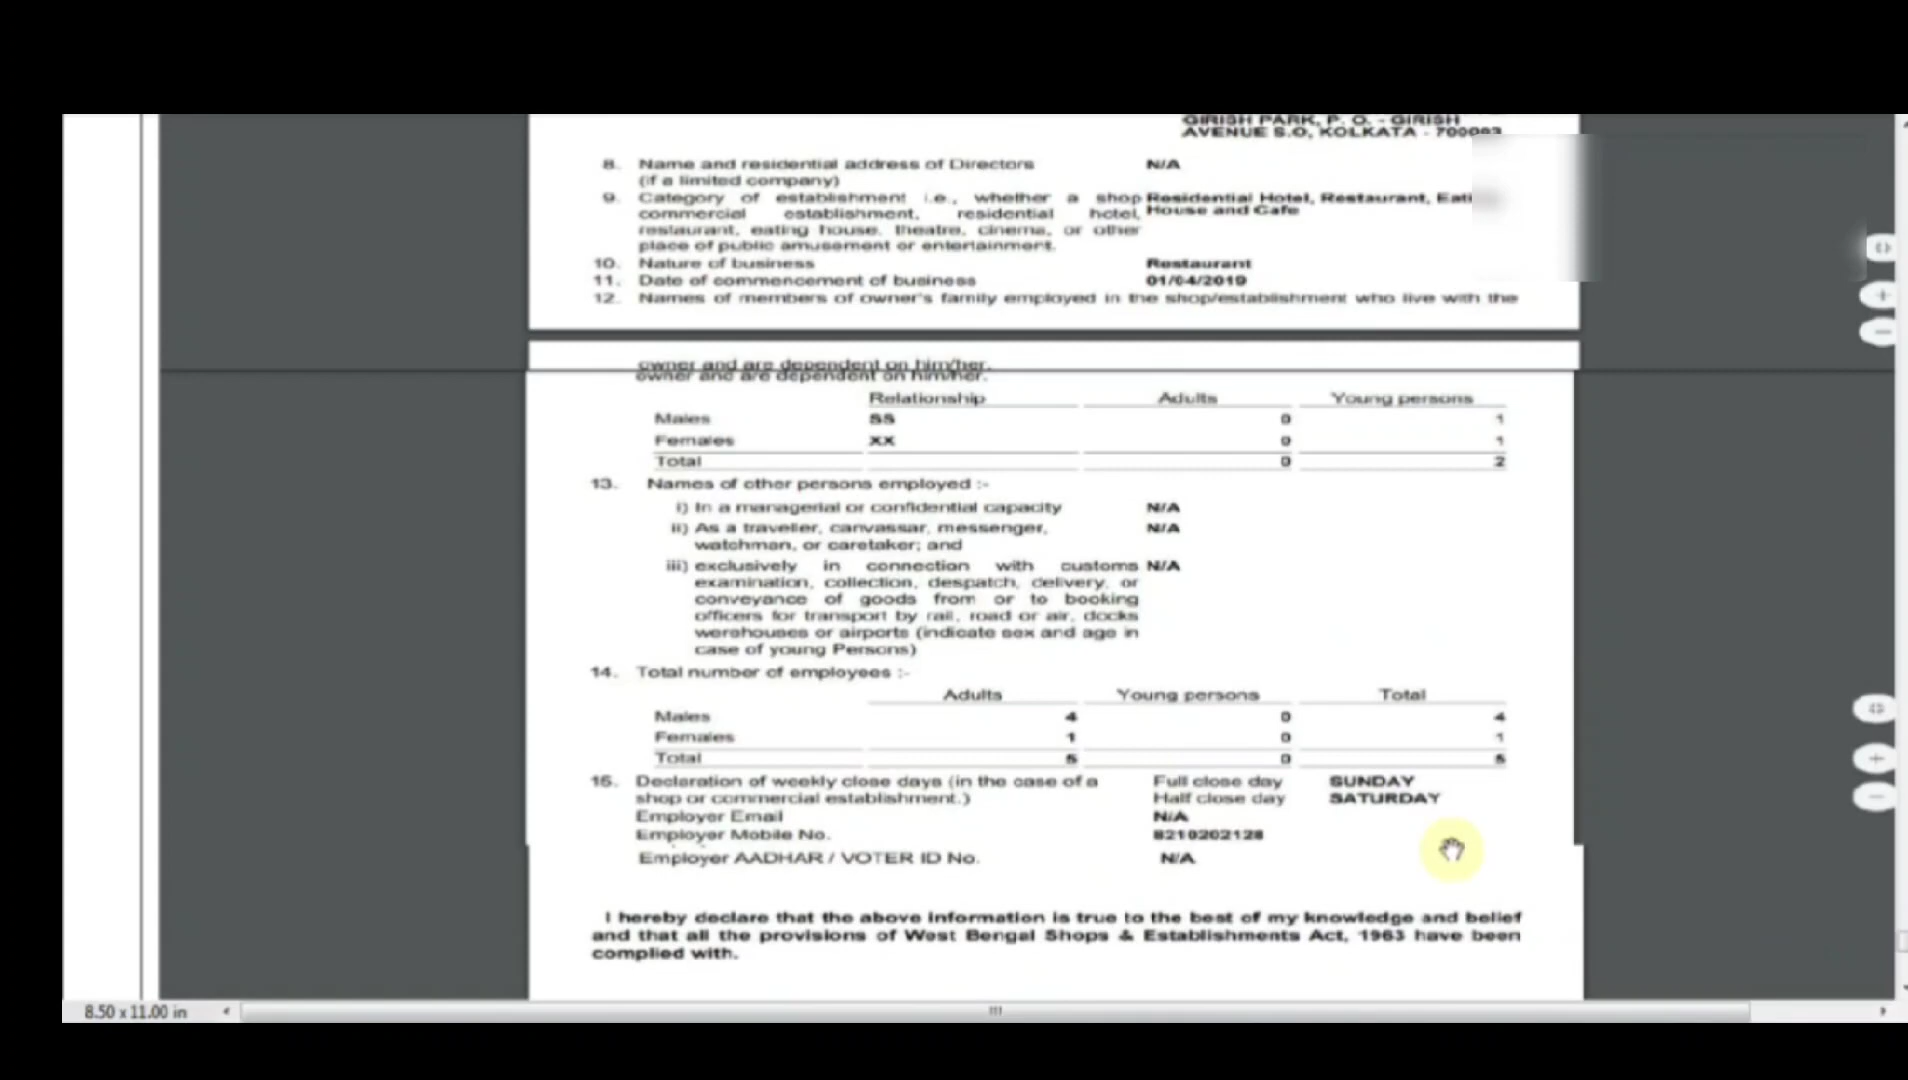 GIRISH PARK, P. O. - GIRISH
AVENUE S.O, KOLKATA - 700003
8. Name and residential address of Directors N/A
(if a limited company)
9. Category of establishment i.e., whether a shop Residential Hotel, Restaurant,
commercial establishment, residential hotel, House and Cafe
restaurant, eating house, theatre, cinema, or other
place of public amusement or entertainment.
10. Nature of business Restaurant
11. Date of commencement of business 01/04/2019
12. Names of members of owner's family employed in the shop/establishment who live with the
owner and are dependent on him/her.
owner and are dependent on him/her.
Relationship Adults Young persons
Males SS 0 1
Females XX 0 1
Total 0 2
13. Names of other persons employed :-
i) In a managerial or confidential capacity N/A
ii) As a traveller, canvassar, messenger, N/A
watchman, or caretaker; and
iii) exclusively in connection with customs N/A
examination, collection, despatch, delivery, or
conveyance of goods from or to booking
officers for transport by rail, road or air, docks
warehouses or airports (indicate sex and age in
case of young Persons)
14. Total number of employees :-
Adults Young persons Total
Males 4 0 4
Females 1 0 1
Total 5 0 5
15. Declaration of weekly close days (in the case of a Full close day SUNDAY
shop or commercial establishment.) Half close day SATURDAY
Employer Email N/A
Employer Mobile No. 8210202128
Employer AADHAR / VOTER ID No. N/A
I hereby declare that the above information is true to the best of my knowledge and belief
and that all the provisions of West Bengal Shops & Establishments Act, 1963 have been
complied with.
8.50 x 11.00 in